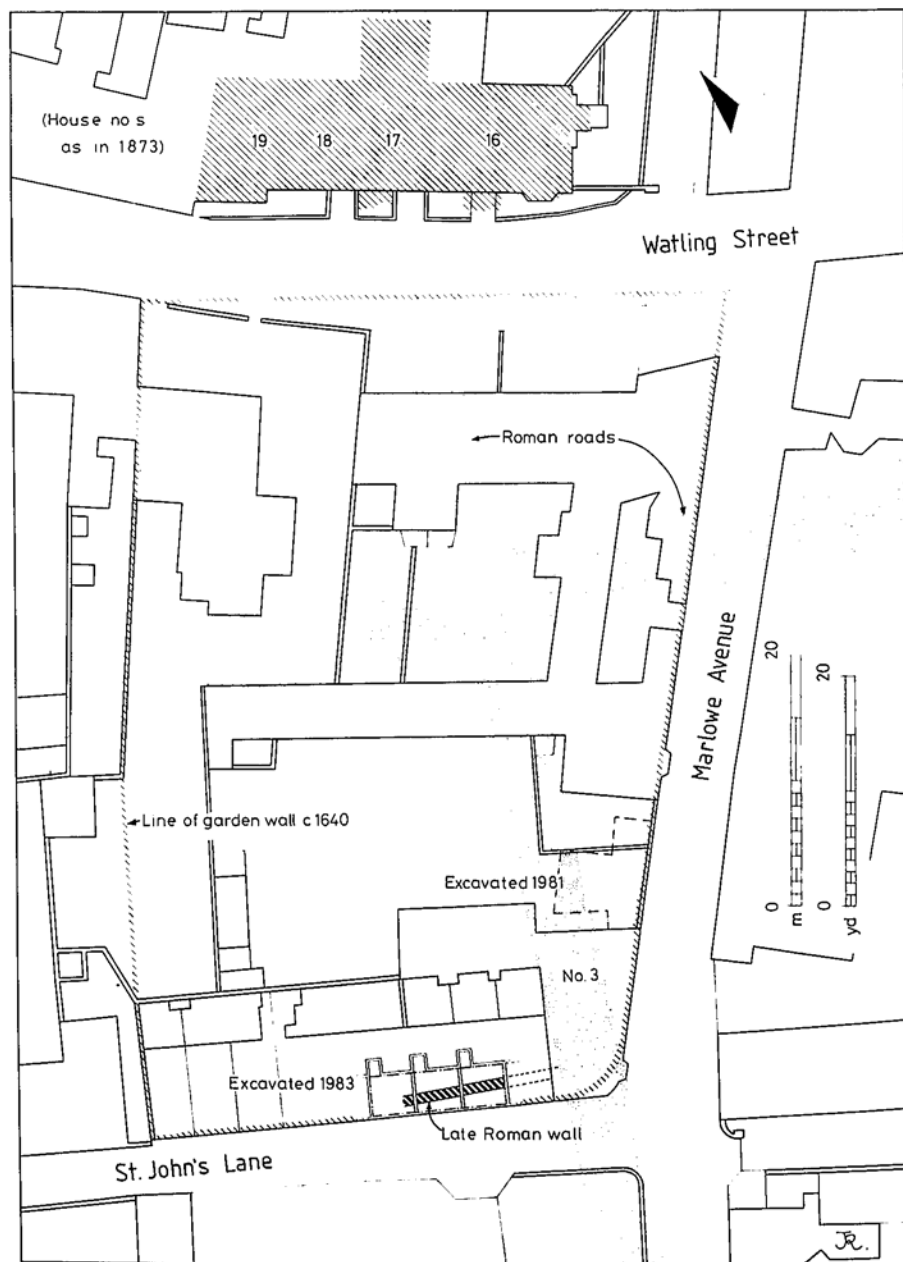 (House no s
as in 1873)
19
18
17
16
Watling Street
Roman roads
Marlowe Avenue
20
20
0
m
0
yd
Line of garden wall c 1640
Excavated 1981
No. 3
Excavated 1983
Late Roman wall
St. John's Lane
JR.